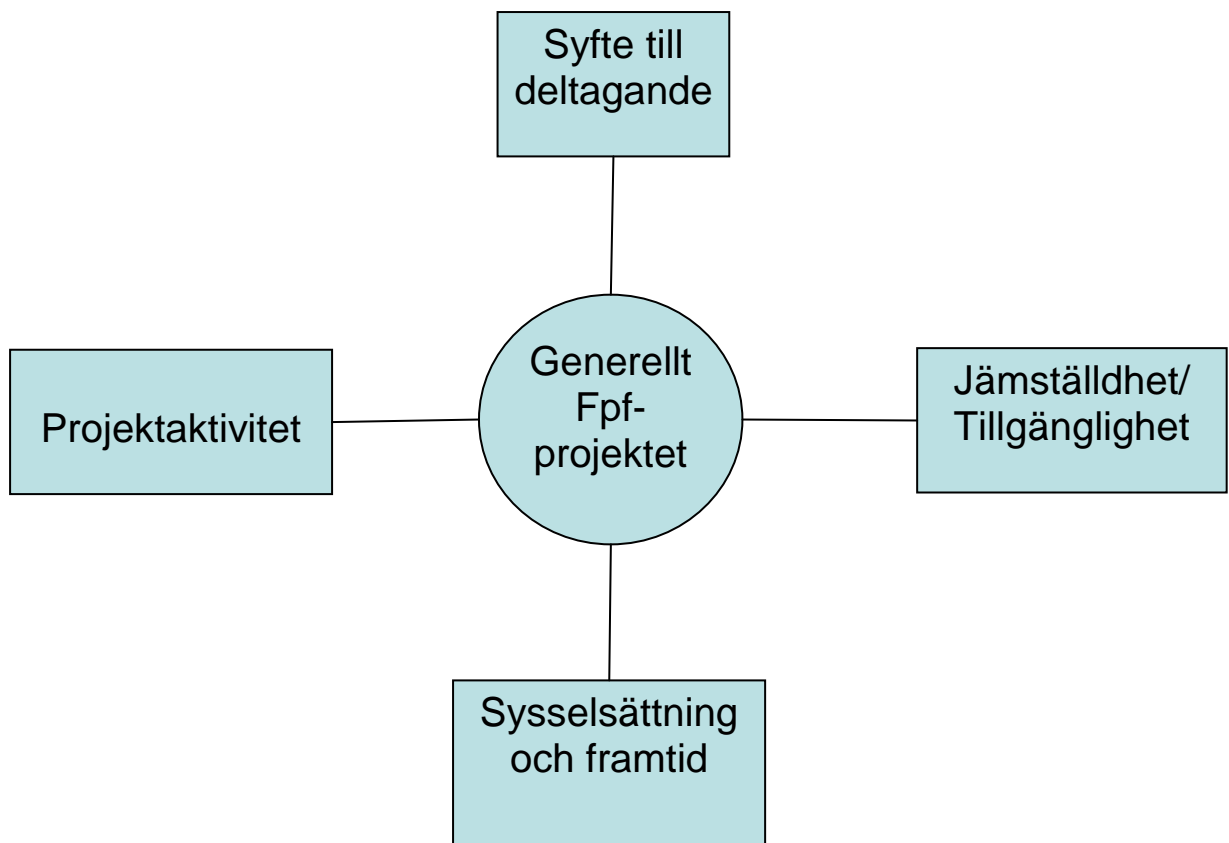 Syfte till
deltagande
Generellt
Fpf-
projektet
Projektaktivitet
Jämställdhet/
Tillgänglighet
Sysselsättning
och framtid